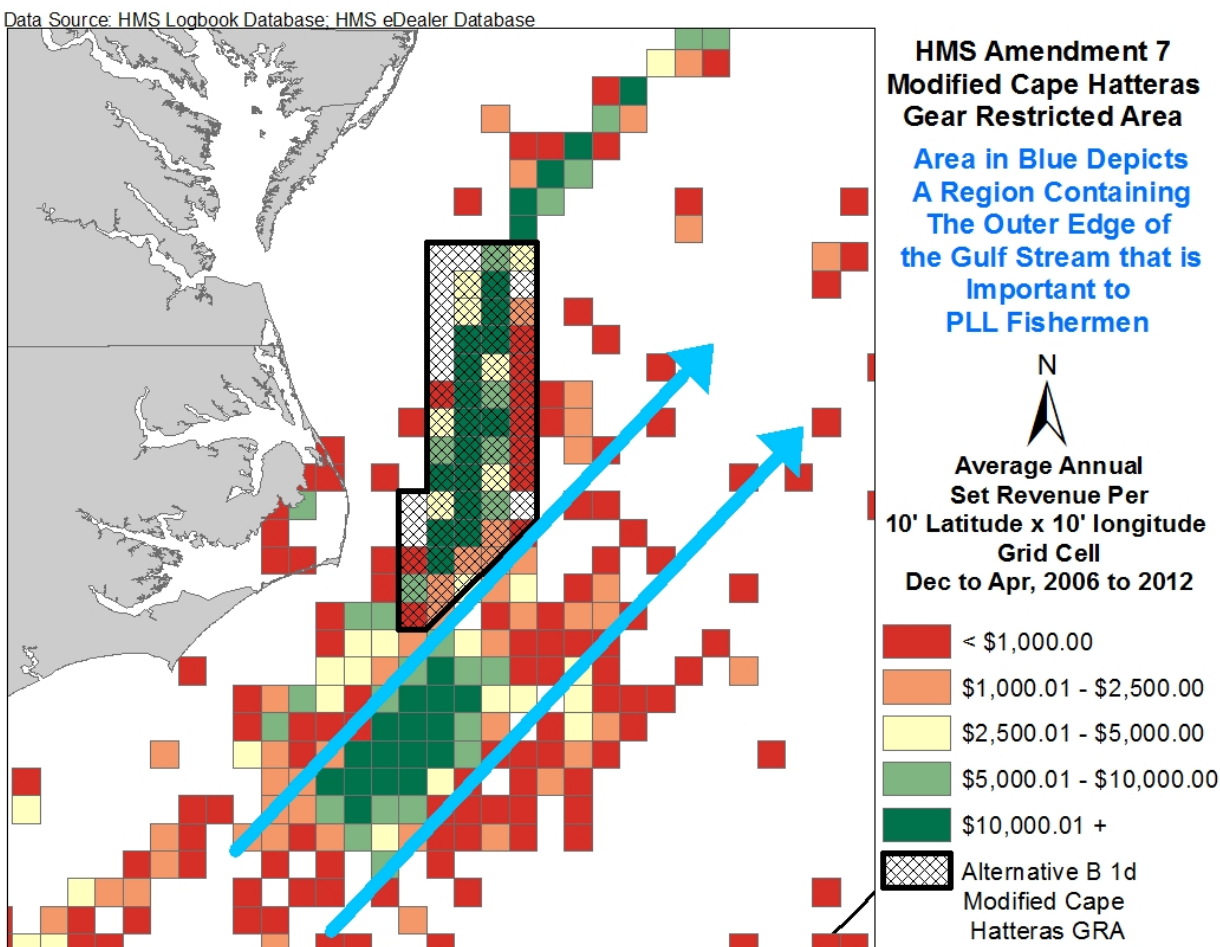 Data Source: HMS Logbook Database; HMS eDealer Database
HMS Amendment 7
Modified Cape Hatteras
Gear Restricted Area
Area in Blue Depicts
A Region Containing
The Outer Edge of
the Gulf Stream that is
Important to
PLL Fishermen
N
Average Annual
Set Revenue Per
10' Latitude x 10' longitude
Grid Cell
Dec to Apr, 2006 to 2012
< $1,000.00
$1,000.01 - $2,500.00
$2,500.01 - $5,000.00
$5,000.01 - $10,000.00
$10,000.01 +
Alternative B 1d
Modified Cape
Hatteras GRA